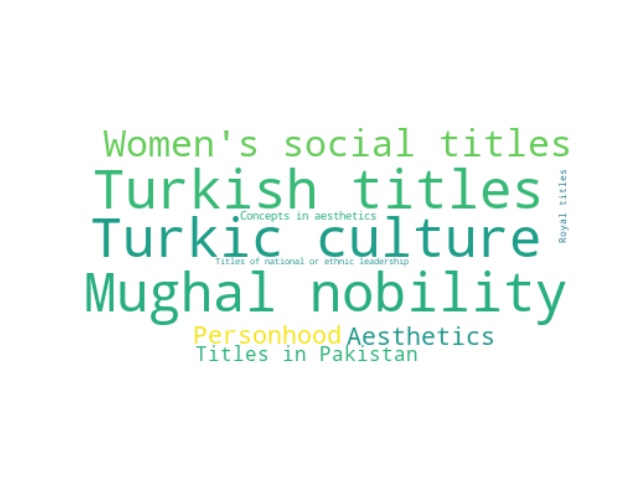 Women's social titles
Turkish titles
Royal titles
Concepts in aesthetics
Turkic culture
Titles of national or ethnic leadership
Mughal nobility
Personhood
Aesthetics
Titles in Pakistan